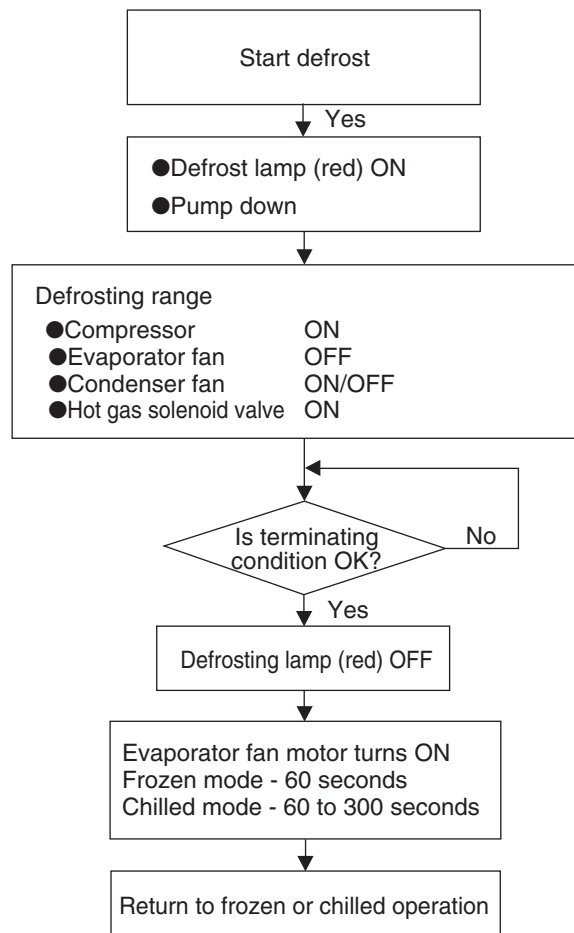 Start defrost
Yes
●Defrost lamp (red) ON
●Pump down
Defrosting range
●Compressor ON
●Evaporator fan OFF
●Condenser fan ON/OFF
●Hot gas solenoid valve ON
Is terminating
condition OK?
No
Yes
Defrosting lamp (red) OFF
Evaporator fan motor turns ON
Frozen mode - 60 seconds
Chilled mode - 60 to 300 seconds
Return to frozen or chilled operation